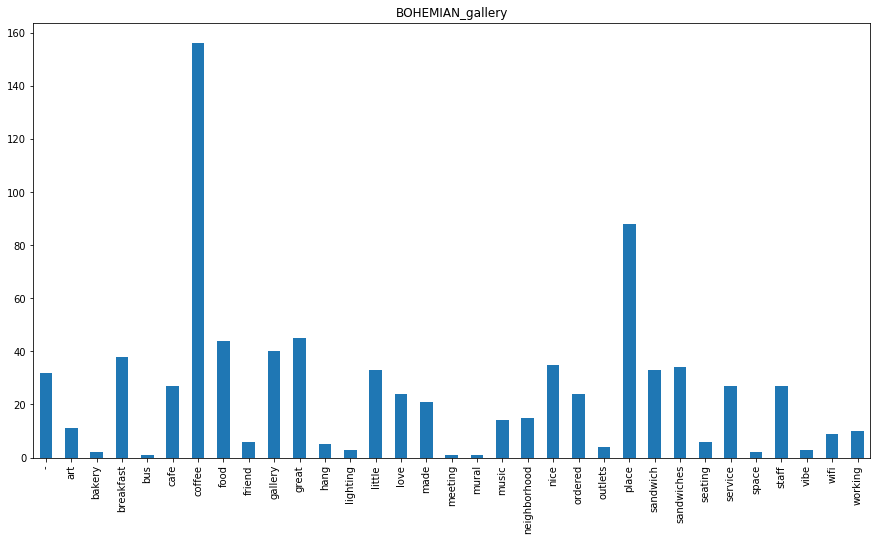 BOHEMIAN_gallery
160
140
120
100
80
60
40
20
0
-
art
bakery
breakfast
bus
cafe
coffee
food
friend
gallery
great
hang
lighting
little
love
made
meeting
mural
music
neighborhood
nice
ordered
outlets
place
sandwich
sandwiches
seating
service
space
staff
vibe
wifi
working